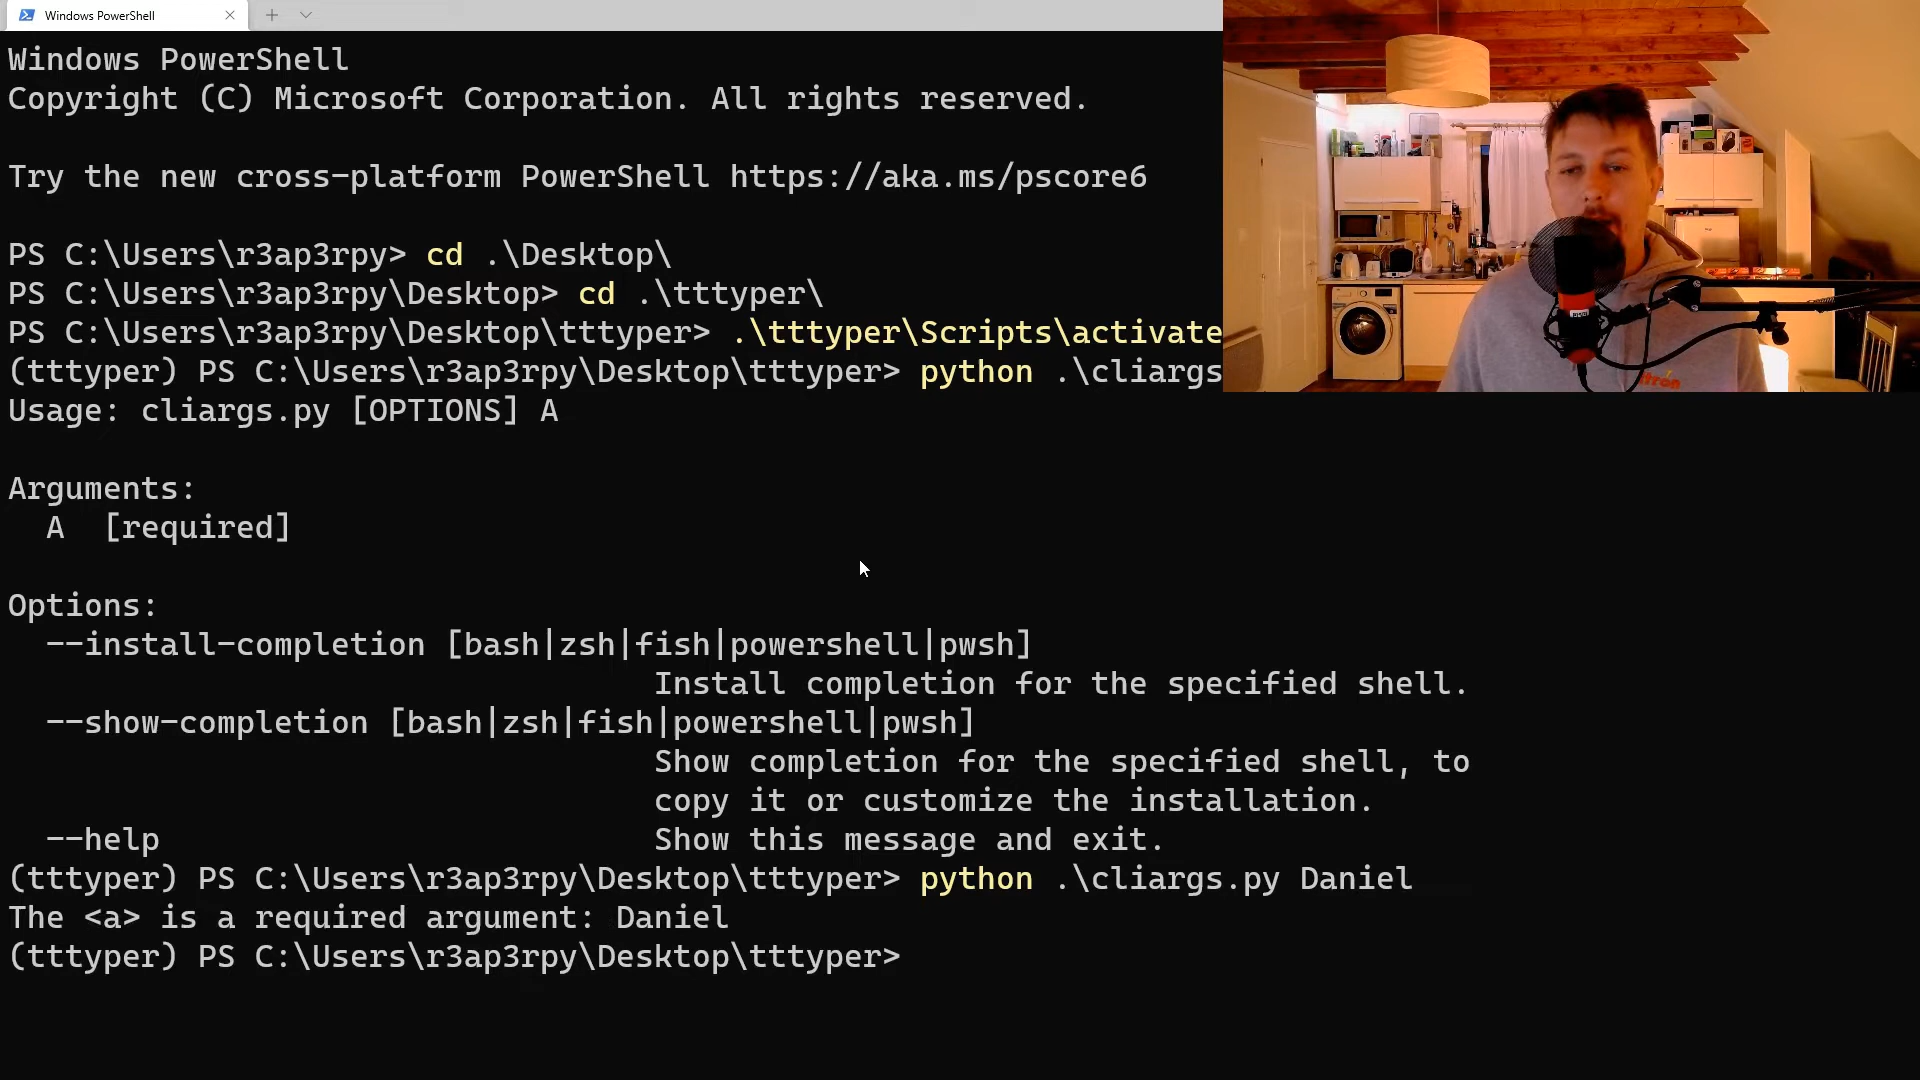 Windows PowerShell
Windows PowerShell
Copyright (C) Microsoft Corporation. All rights reserved.
Try the new cross-platform PowerShell https://aka.ms/pscore6
PS C:\Users\r3ap3rpy> cd .\Desktop\
PS C:\Users\r3ap3rpy\Desktop> cd .\tttyper\
PS C:\Users\r3ap3rpy\Desktop\tttyper> .\tttyper\Scripts\activate
(tttyper) PS C:\Users\r3ap3rpy\Desktop\tttyper> python .\cliargs
Usage: cliargs.py [OPTIONS] A
Arguments:
  A  [required]
Options:
  --install-completion [bash|zsh|fish|powershell|pwsh]
                                  Install completion for the specified shell.
  --show-completion [bash|zsh|fish|powershell|pwsh]
                                  Show completion for the specified shell, to
                                  copy it or customize the installation.
  --help                          Show this message and exit.
(tttyper) PS C:\Users\r3ap3rpy\Desktop\tttyper> python .\cliargs.py Daniel
The <a> is a required argument: Daniel
(tttyper) PS C:\Users\r3ap3rpy\Desktop\tttyper>